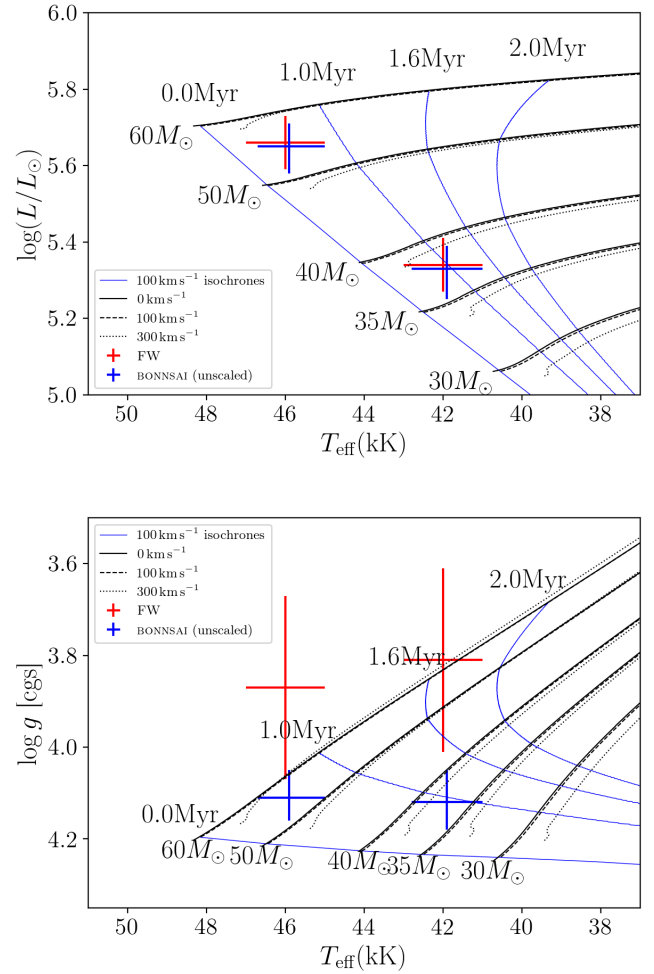 6.0
5.8
5.6
5.4
5.2
5.0
log(L/L⊙)
0.0Myr
1.0Myr
1.6Myr
2.0Myr
60M⊙
50M⊙
40M⊙
35M⊙
30M⊙
100 km s⁻¹ isochrones
0 km s⁻¹
100 km s⁻¹
300 km s⁻¹
FW
BONNSAI (unscaled)
50 48 46 44 42 40 38
T_eff(kK)
3.6
3.8
4.0
4.2
log g [cgs]
100 km s⁻¹ isochrones
0 km s⁻¹
100 km s⁻¹
300 km s⁻¹
FW
BONNSAI (unscaled)
2.0Myr
1.6Myr
1.0Myr
0.0Myr
60M⊙
50M⊙
40M⊙
35M⊙
30M⊙
50 48 46 44 42 40 38
T_eff(kK)